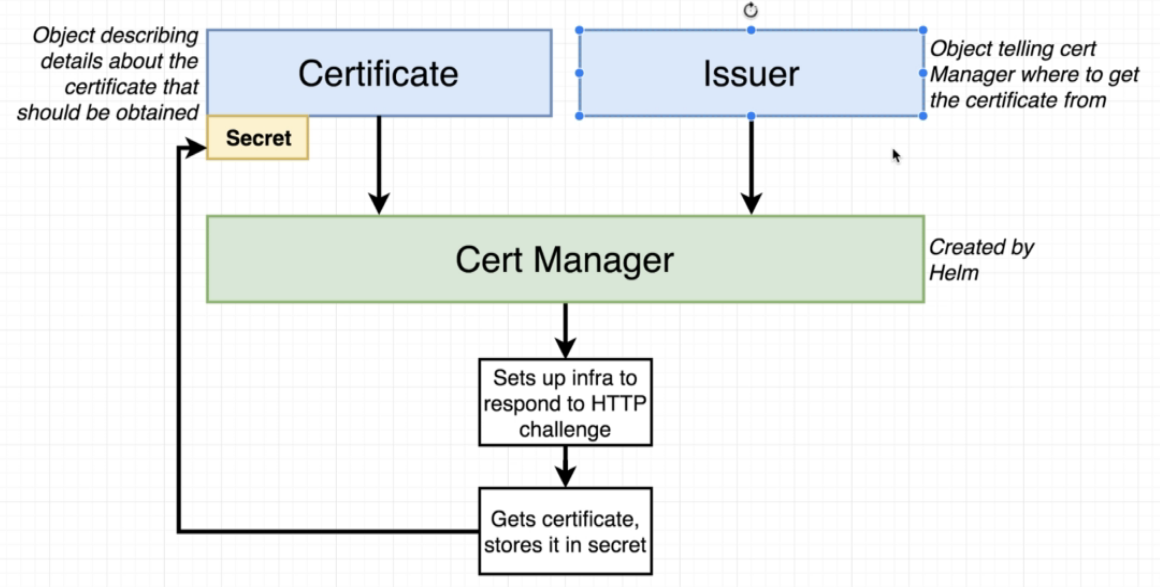 Object describing
details about the
certificate that
should be obtained
Certificate
Issuer
Object telling cert
Manager where to get
the certificate from
Secret
Cert Manager
Created by
Helm
Sets up infra to
respond to HTTP
challenge
Gets certificate,
stores it in secret